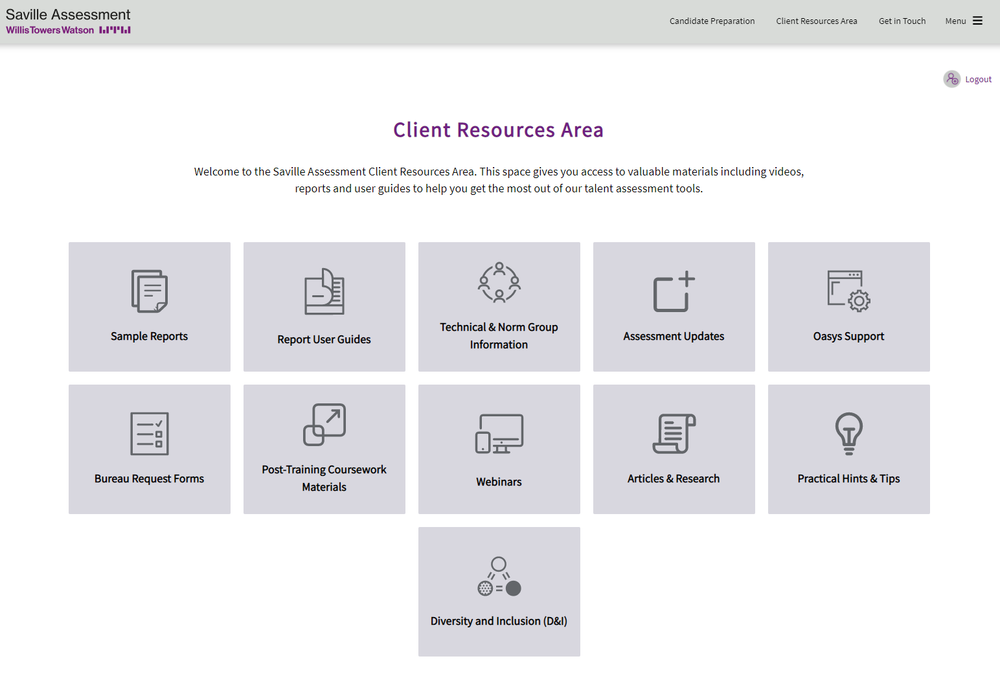 Saville Assessment
WillisTowersWatson
Candidate Preparation
Client Resources Area
Get in Touch
Menu
Logout
Client Resources Area
Welcome to the Saville Assessment Client Resources Area. This space gives you access to valuable materials including videos,
reports and user guides to help you get the most out of our talent assessment tools.
Sample Reports
Report User Guides
Technical & Norm Group
Information
Assessment Updates
Oasys Support
Bureau Request Forms
Post-Training Coursework
Materials
Webinars
Articles & Research
Practical Hints & Tips
Diversity and Inclusion (D&I)